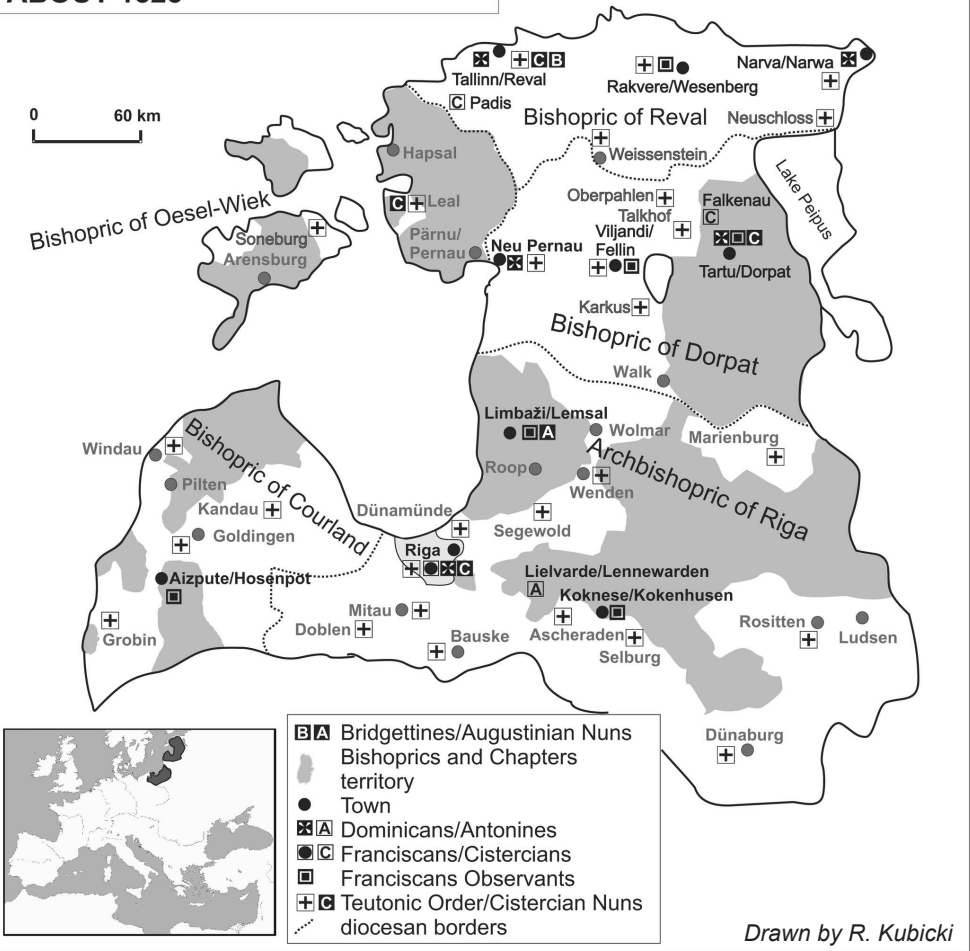 0 60 km
Tallinn/Reval
C B
C Padis
Rakvere/Wesenberg
Narva/Narwa
Bishopric of Reval
Neuschloss
Weissenstein
Hapsal
C Leal
Bishopric of Oesel-Wiek
Soneburg
Arensburg
Pärnu/
Pernau
Neu Pernau
Oberpahlen
Talkhof
Viljandi/
Fellin
Falkenau
C
C
Tartu/Dorpat
Lake Peipus
Karkus
Bishopric of Dorpat
Walk
Limbaži/Lemsal
A
Wolmar
Marienburg
Roop
Wenden
Archbishopric of Riga
Segewold
Windau
Bishopric of Courland
Pilten
Kandau
Goldingen
Dünamünde
Riga
C
Aizpute/Hosenpot
Grobin
Mitau
Doblen
Bauske
Lielvarde/Lennewarden
A
Koknese/Kokenhusen
Ascheraden
Selburg
Rositten
Ludsen
Dünaburg
B A Bridgettines/Augustinian Nuns
Bishoprics and Chapters
territory
Town
A Dominicans/Antonines
C Franciscans/Cistercians
Franciscans Observants
C Teutonic Order/Cistercian Nuns
diocesan borders
Drawn by R. Kubicki